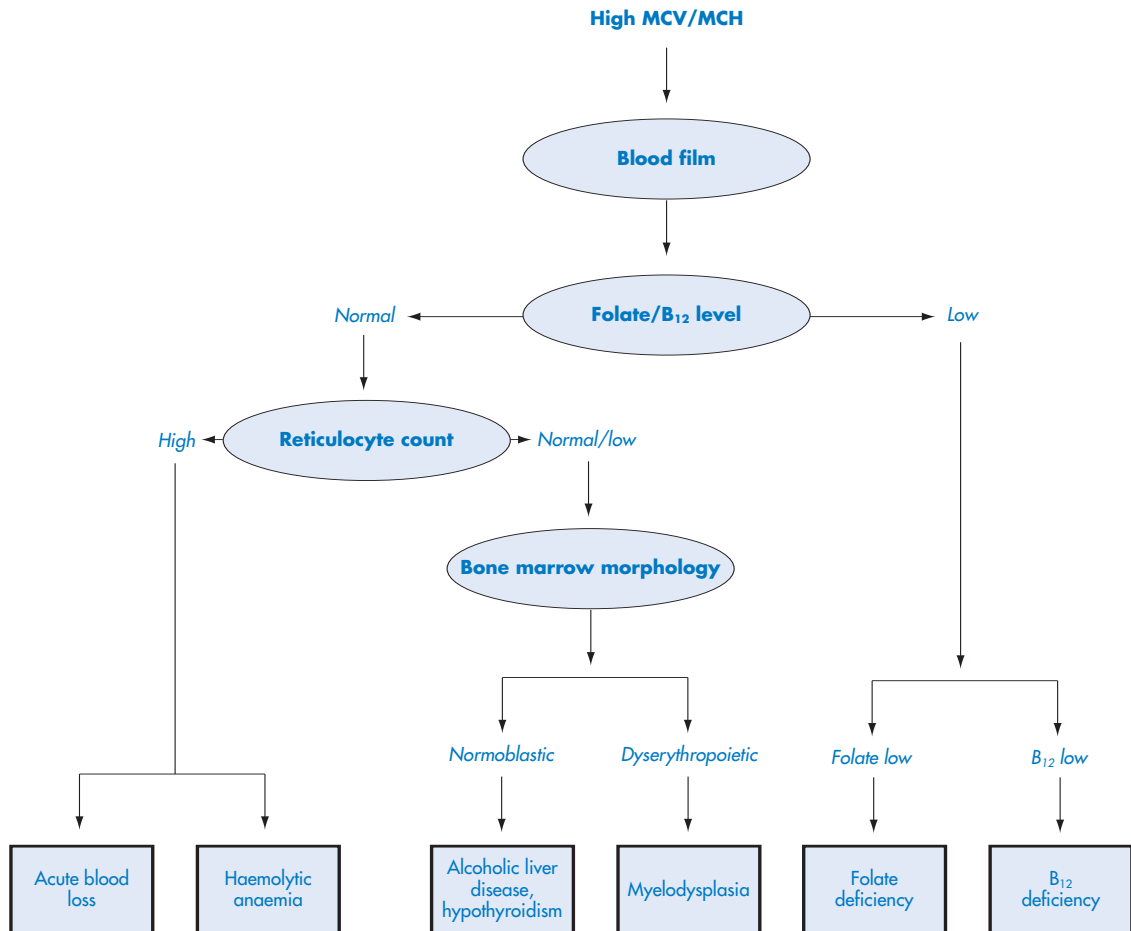 High MCV/MCH
Blood film
Folate/B₁₂ level
Normal
Low
Reticulocyte count
High
Normal/low
Bone marrow morphology
Normoblastic
Dyserythropoietic
Folate low
B₁₂ low
Acute blood
loss
Haemolytic
anaemia
Alcoholic liver
disease,
hypothyroidism
Myelodysplasia
Folate
deficiency
B₁₂
deficiency